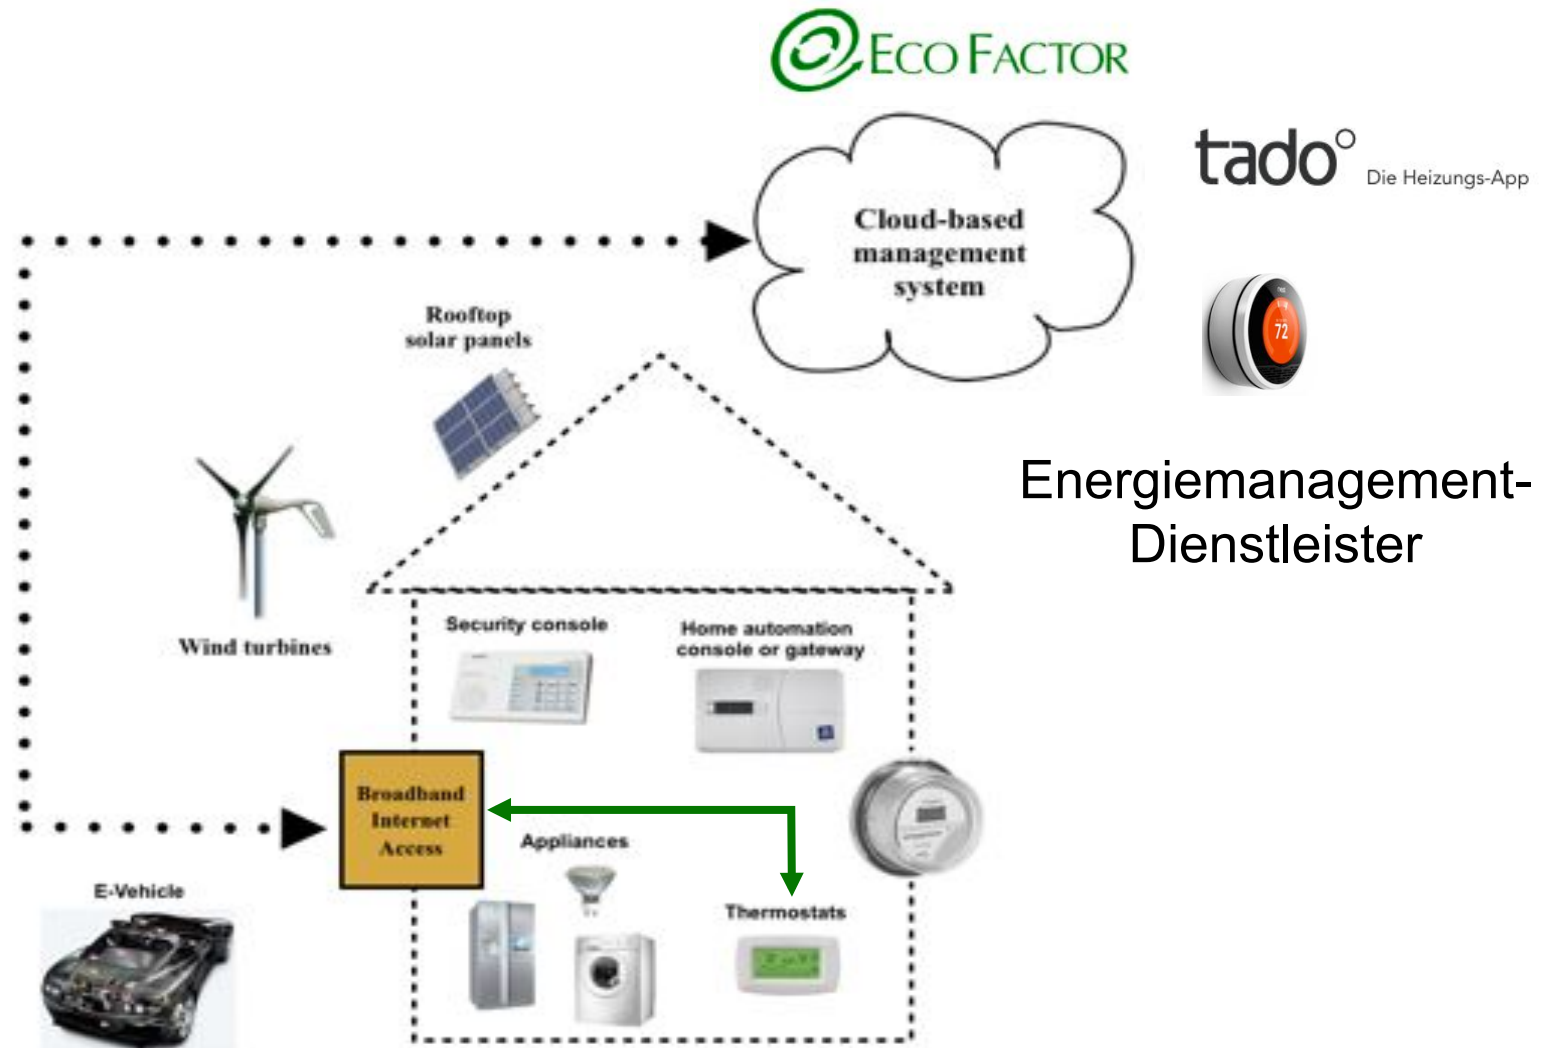 ECO FACTOR
tado°
Die Heizungs-App
Cloud-based
management
system
Rooftop
solar panels
72
Energiemanagement-
Dienstleister
Wind turbines
Security console
Home automation
console or gateway
Broadband
Internet
Access
Appliances
E-Vehicle
Thermostats